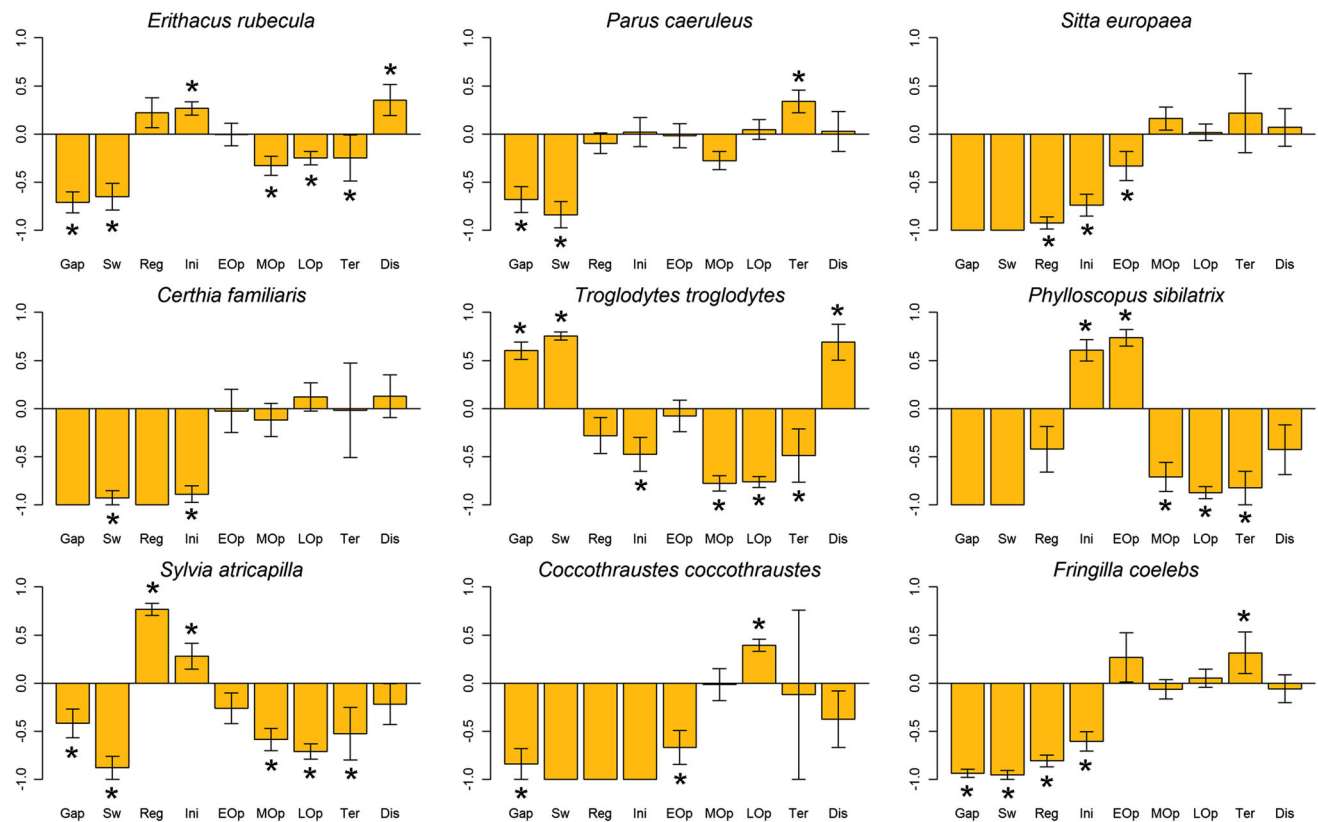 Erithacus rubecula
1.0
0.5
0.0
-0.5
-1.0
* * * * * * *
Gap Sw Reg Ini EOp MOp LOp Ter Dis
Parus caeruleus
1.0
0.5
0.0
-0.5
-1.0
* * *
Gap Sw Reg Ini EOp MOp LOp Ter Dis
Sitta europaea
1.0
0.5
0.0
-0.5
-1.0
* * *
Gap Sw Reg Ini EOp MOp LOp Ter Dis
Certhia familiaris
1.0
0.5
0.0
-0.5
-1.0
* *
Gap Sw Reg Ini EOp MOp LOp Ter Dis
Troglodytes troglodytes
1.0
0.5
0.0
-0.5
-1.0
* * * * * * *
Gap Sw Reg Ini EOp MOp LOp Ter Dis
Phylloscopus sibilatrix
1.0
0.5
0.0
-0.5
-1.0
* * * * *
Gap Sw Reg Ini EOp MOp LOp Ter Dis
Sylvia atricapilla
1.0
0.5
0.0
-0.5
-1.0
* * * * * * *
Gap Sw Reg Ini EOp MOp LOp Ter Dis
Coccothraustes coccothraustes
1.0
0.5
0.0
-0.5
-1.0
* * *
Gap Sw Reg Ini EOp MOp LOp Ter Dis
Fringilla coelebs
1.0
0.5
0.0
-0.5
-1.0
* * * * *
Gap Sw Reg Ini EOp MOp LOp Ter Dis